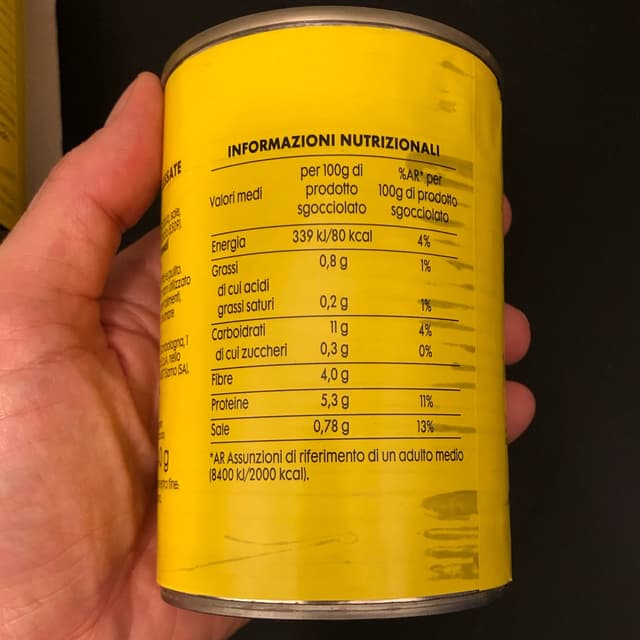 INFORMAZIONI NUTRIZIONALI
Valori medi per 100g di prodotto sgocciolato %AR* per 100g di prodotto sgocciolato
Energia 339 kJ/80 kcal 4%
Grassi 0,8 g 1%
di cui acidi
grassi saturi 0,2 g 1%
Carboidrati 11 g 4%
di cui zuccheri 0,3 g 0%
Fibre 4,0 g
Proteine 5,3 g 11%
Sale 0,78 g 13%
*AR Assunzioni di riferimento di un adulto medio
(8400 kJ/2000 kcal).